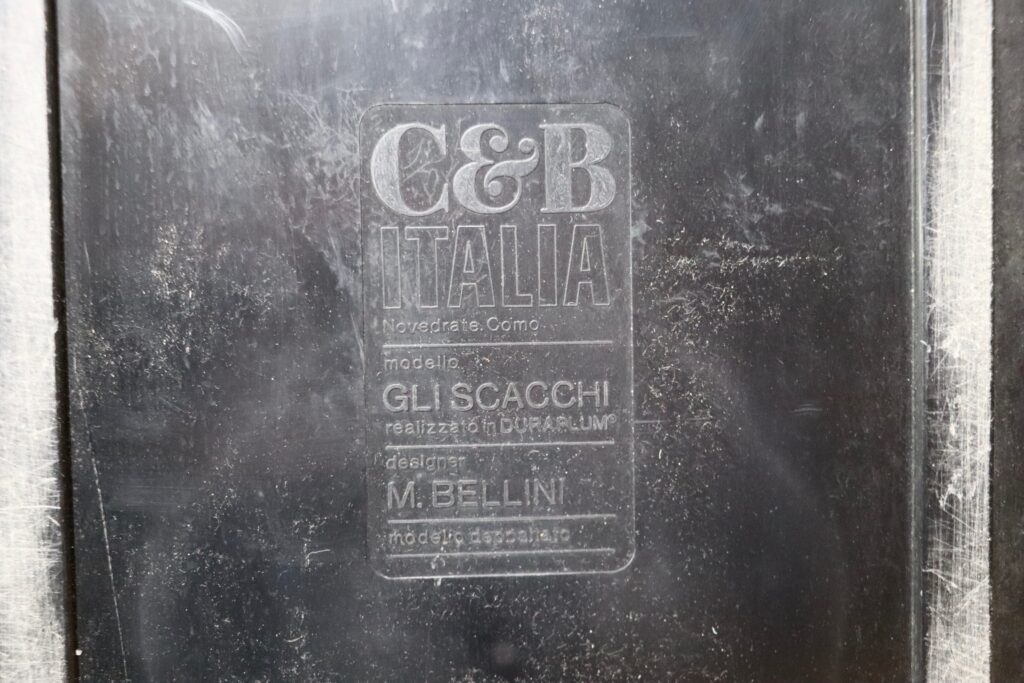 C&B
ITALIA
Novedrate. Como
modello
GLI SCACCHI
realizzato in DURAPLUM®
designer
M. BELLINI
modello depositato